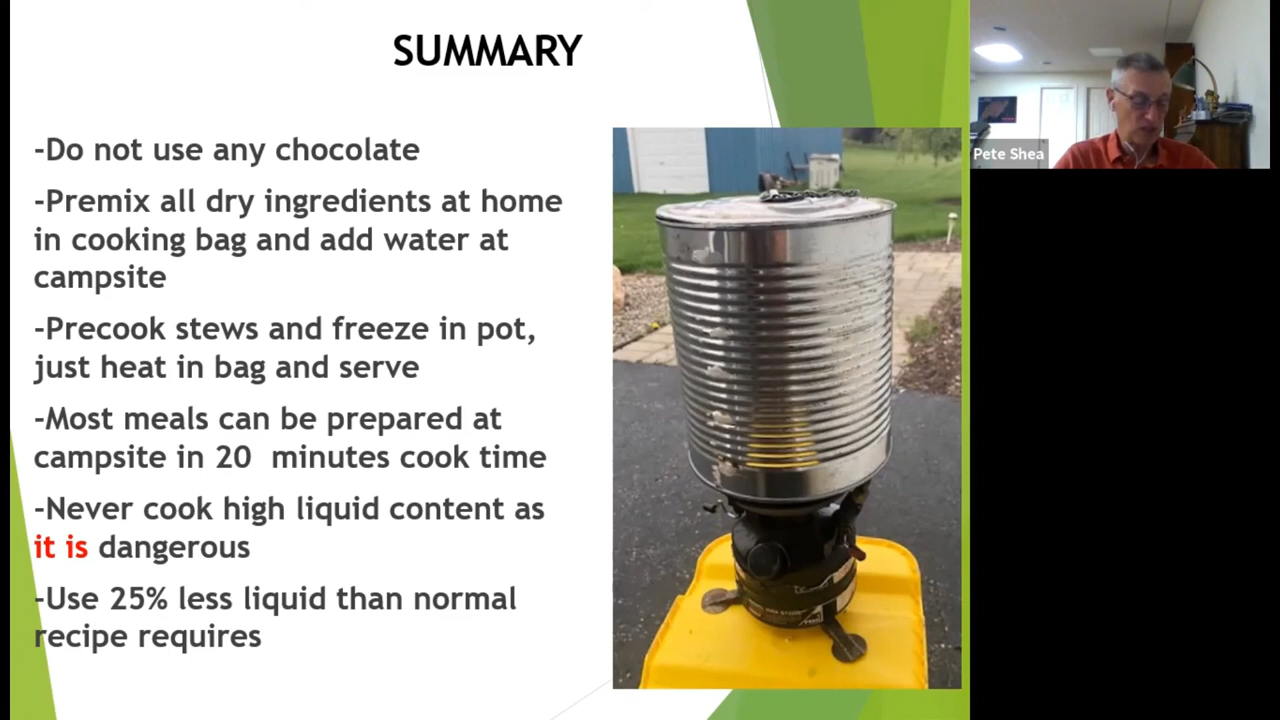 SUMMARY
-Do not use any chocolate
-Premix all dry ingredients at home
in cooking bag and add water at
campsite
-Precook stews and freeze in pot,
just heat in bag and serve
-Most meals can be prepared at
campsite in 20  minutes cook time
-Never cook high liquid content as
it is dangerous
-Use 25% less liquid than normal
recipe requires
Pete Shea